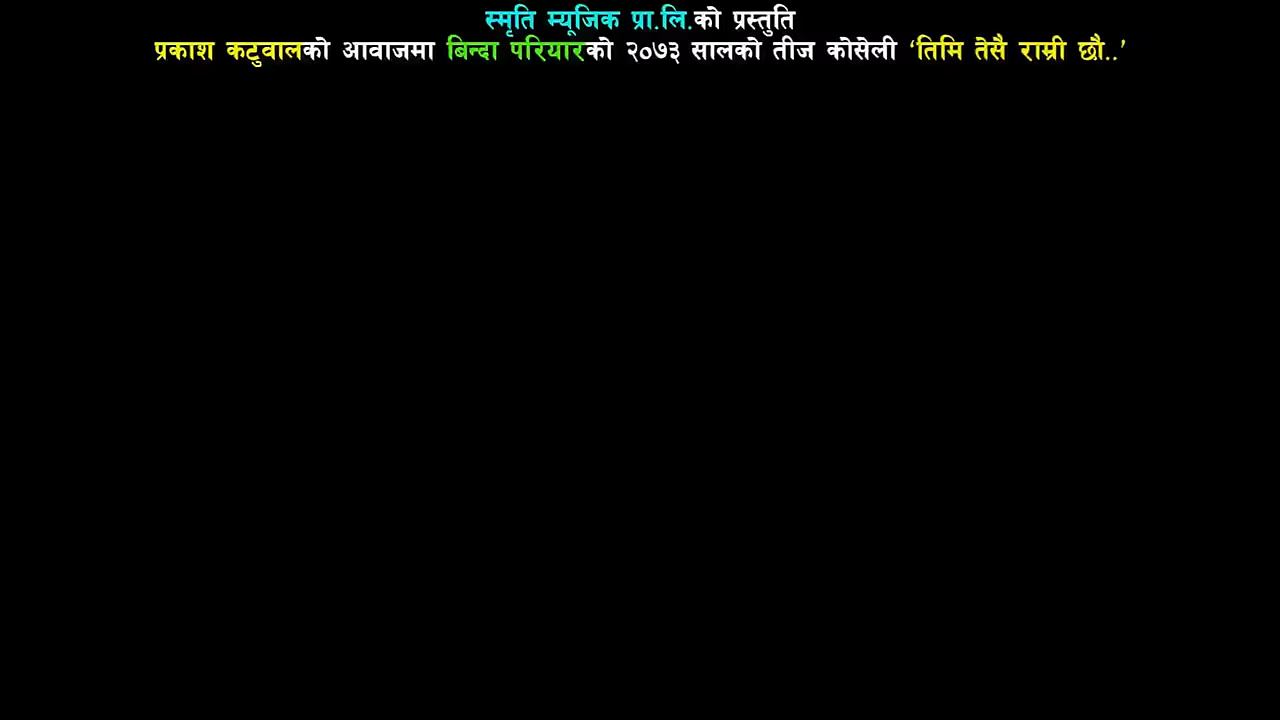 स्मृति म्यूजिक प्रा.लि.को प्रस्तुति
प्रकाश कटुवालको आवाजमा बिन्दा परियारको २०७३ सालको तीज कोसेली ‘तिमि तेसै राम्री छौ..’